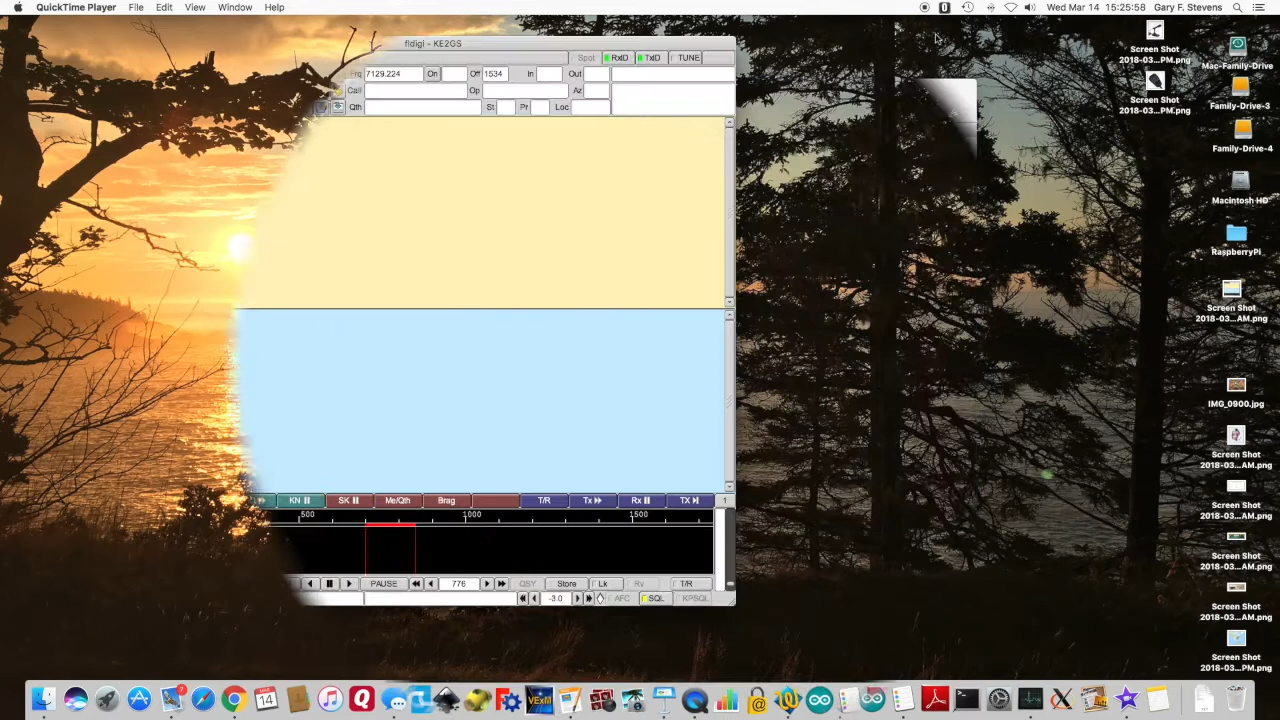 QuickTime Player File Edit View Window Help Wed Mar 14 15:25:58 Gary F. Stevens
fldigi - KE2GS
Spot RxID TxID TUNE
Frq 7129.224 On Off 1534 In Out
Call Op Az
Qth St Pr Loc
KN SK Me/Qth Brag T/R Tx Rx TX 1
500 1000 1500
PAUSE 776 QSY Store Lk Rv T/R
-3.0 AFC SQL KPSQL
Screen Shot
2018-03...PM.png
Screen Shot
2018-03...PM.png
Mac-Family-Drive
Family-Drive-3
Family-Drive-4
Macintosh HD
RaspberryPi
Screen Shot
2018-03...AM.png
IMG_0900.jpg
Screen Shot
2018-03...AM.png
Screen Shot
2018-03...AM.png
Screen Shot
2018-03...AM.png
Screen Shot
2018-03...AM.png
Screen Shot
2018-03...PM.png
MAR
14
VExM